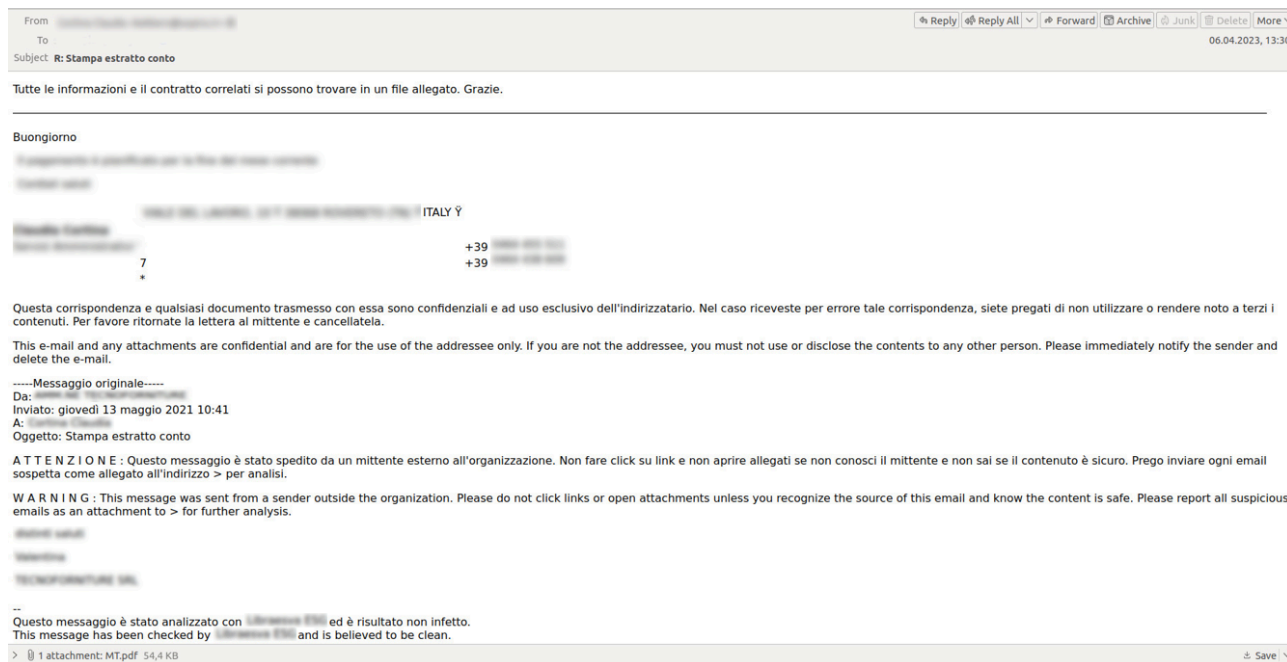 From
Reply Reply All Forward Archive Junk Delete More
To
06.04.2023, 13:30
Subject R: Stampa estratto conto
Tutte le informazioni e il contratto correlati si possono trovare in un file allegato. Grazie.
Buongiorno
ITALY Ÿ
+39
7 +39
*
Questa corrispondenza e qualsiasi documento trasmesso con essa sono confidenziali e ad uso esclusivo dell'indirizzatario. Nel caso riceveste per errore tale corrispondenza, siete pregati di non utilizzare o rendere noto a terzi i
contenuti. Per favore ritornate la lettera al mittente e cancellatela.
This e-mail and any attachments are confidential and are for the use of the addressee only. If you are not the addressee, you must not use or disclose the contents to any other person. Please immediately notify the sender and
delete the e-mail.
-----Messaggio originale-----
Da:
Inviato: giovedì 13 maggio 2021 10:41
A:
Oggetto: Stampa estratto conto
A T T E N Z I O N E : Questo messaggio è stato spedito da un mittente esterno all'organizzazione. Non fare click su link e non aprire allegati se non conosci il mittente e non sai se il contenuto è sicuro. Prego inviare ogni email
sospetta come allegato all'indirizzo > per analisi.
W A R N I N G : This message was sent from a sender outside the organization. Please do not click links or open attachments unless you recognize the source of this email and know the content is safe. Please report all suspicious
emails as an attachment to > for further analysis.
--
Questo messaggio è stato analizzato con ed è risultato non infetto.
This message has been checked by and is believed to be clean.
> 1 attachment: MT.pdf 54,4 KB Save